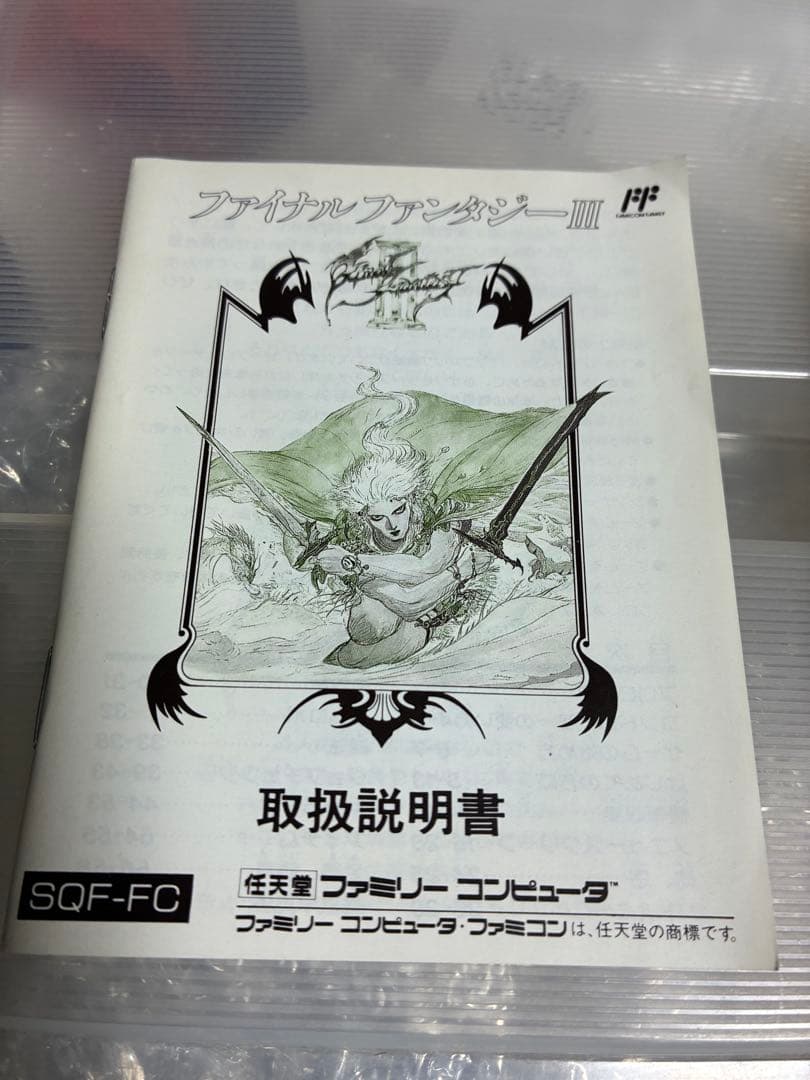 ファイナルファンタジーIII
FF
FAMICOM FAMILY
FINAL FANTASY
III
取扱説明書
SQF-FC
任天堂 ファミリー コンピュータ™
ファミリー コンピュータ・ファミコンは、任天堂の商標です。